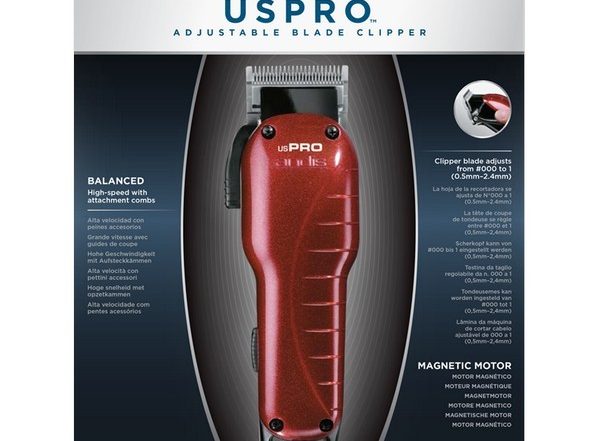 USPRO™
ADJUSTABLE BLADE CLIPPER
usPRO
andis
BALANCED
High-speed with
attachment combs
Alta velocidad con
peines accesorios
Grande vitesse avec
guides de coupe
Hohe Geschwindigkeit
mit Aufsteckkämmen
Alta velocità con
pettini accessori
Hoge snelheid met
opzetkammen
Alta velocidade com
pentes acessórios
Clipper blade adjusts
from #000 to 1
(0.5mm–2.4mm)
La hoja de la recortadora se
ajusta de N°000 a 1
(0,5mm–2,4mm)
La tête de coupe
de tondeuse se règle
entre #000 et 1
(0,5mm–2,4mm)
Scherkopf kann von
#000 bis 1 eingestellt werden
(0,5mm–2,4mm)
Testina da taglio
regolabile da n. 000 a 1
(0,5mm–2,4mm)
Tondeusemes kan
worden ingesteld van
#000 tot 1
(0,5mm–2,4mm)
Lâmina da máquina
de cortar cabelo
ajustável de 000 a 1
(0,5mm–2,4mm)
MAGNETIC MOTOR
MOTOR MAGNÉTICO
MOTEUR MAGNÉTIQUE
MAGNETMOTOR
MOTORE MAGNETICO
MAGNETISCHE MOTOR
MOTOR MAGNÉTICO